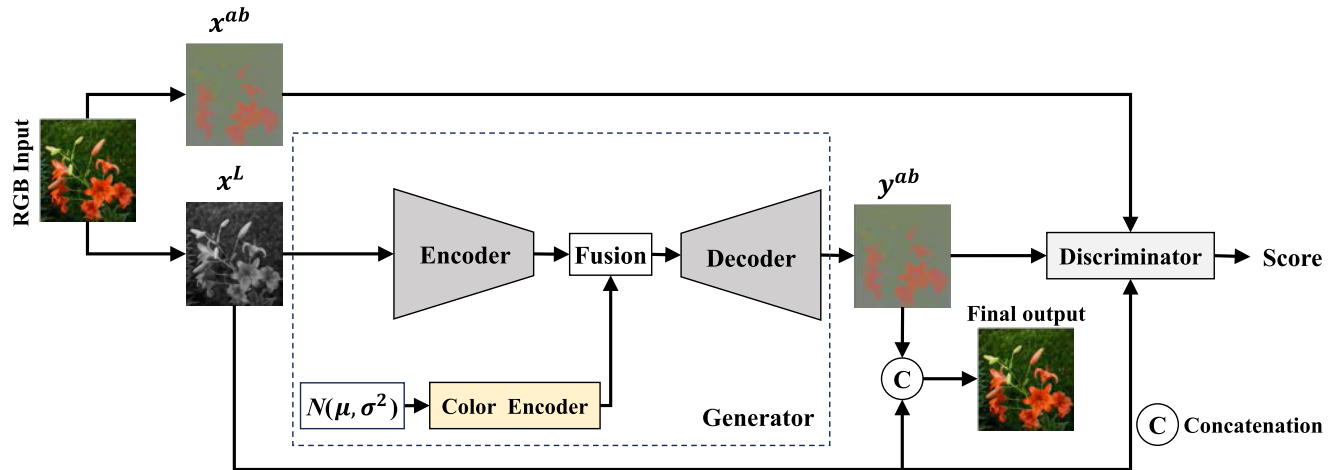 x^{ab}
RGB Input
x^L
y^{ab}
Encoder
Fusion
Decoder
Discriminator
Score
Final output
C
N(μ, σ²)
Color Encoder
Generator
C
Concatenation